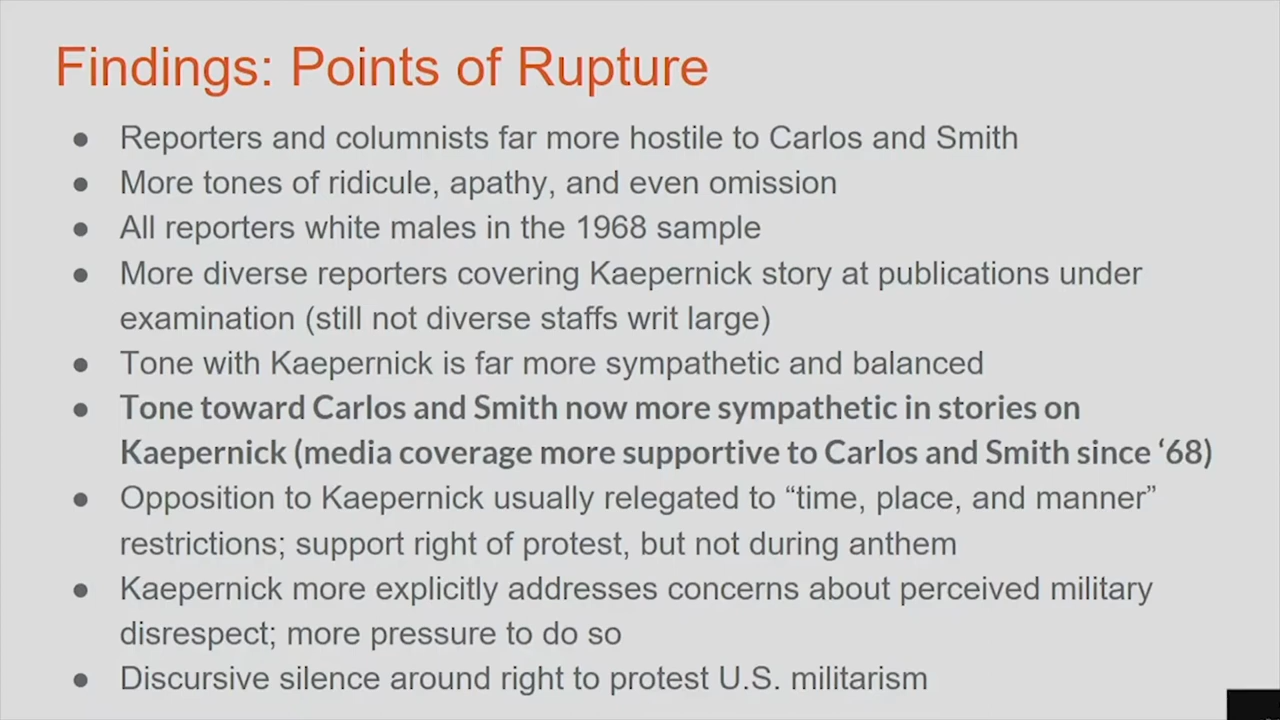 Findings: Points of Rupture
● Reporters and columnists far more hostile to Carlos and Smith
● More tones of ridicule, apathy, and even omission
● All reporters white males in the 1968 sample
● More diverse reporters covering Kaepernick story at publications under
examination (still not diverse staffs writ large)
● Tone with Kaepernick is far more sympathetic and balanced
● Tone toward Carlos and Smith now more sympathetic in stories on
Kaepernick (media coverage more supportive to Carlos and Smith since ‘68)
● Opposition to Kaepernick usually relegated to “time, place, and manner”
restrictions; support right of protest, but not during anthem
● Kaepernick more explicitly addresses concerns about perceived military
disrespect; more pressure to do so
● Discursive silence around right to protest U.S. militarism